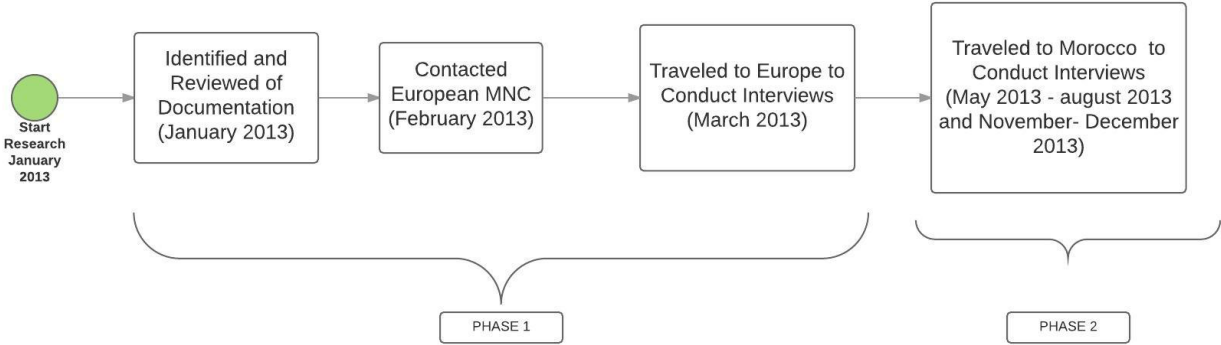 Start
Research
January
2013
Identified and
Reviewed of
Documentation
(January 2013)
Contacted
European MNC
(February 2013)
Traveled to Europe to
Conduct Interviews
(March 2013)
Traveled to Morocco  to
Conduct Interviews
(May 2013 - august 2013
and November- December
2013)
PHASE 1
PHASE 2